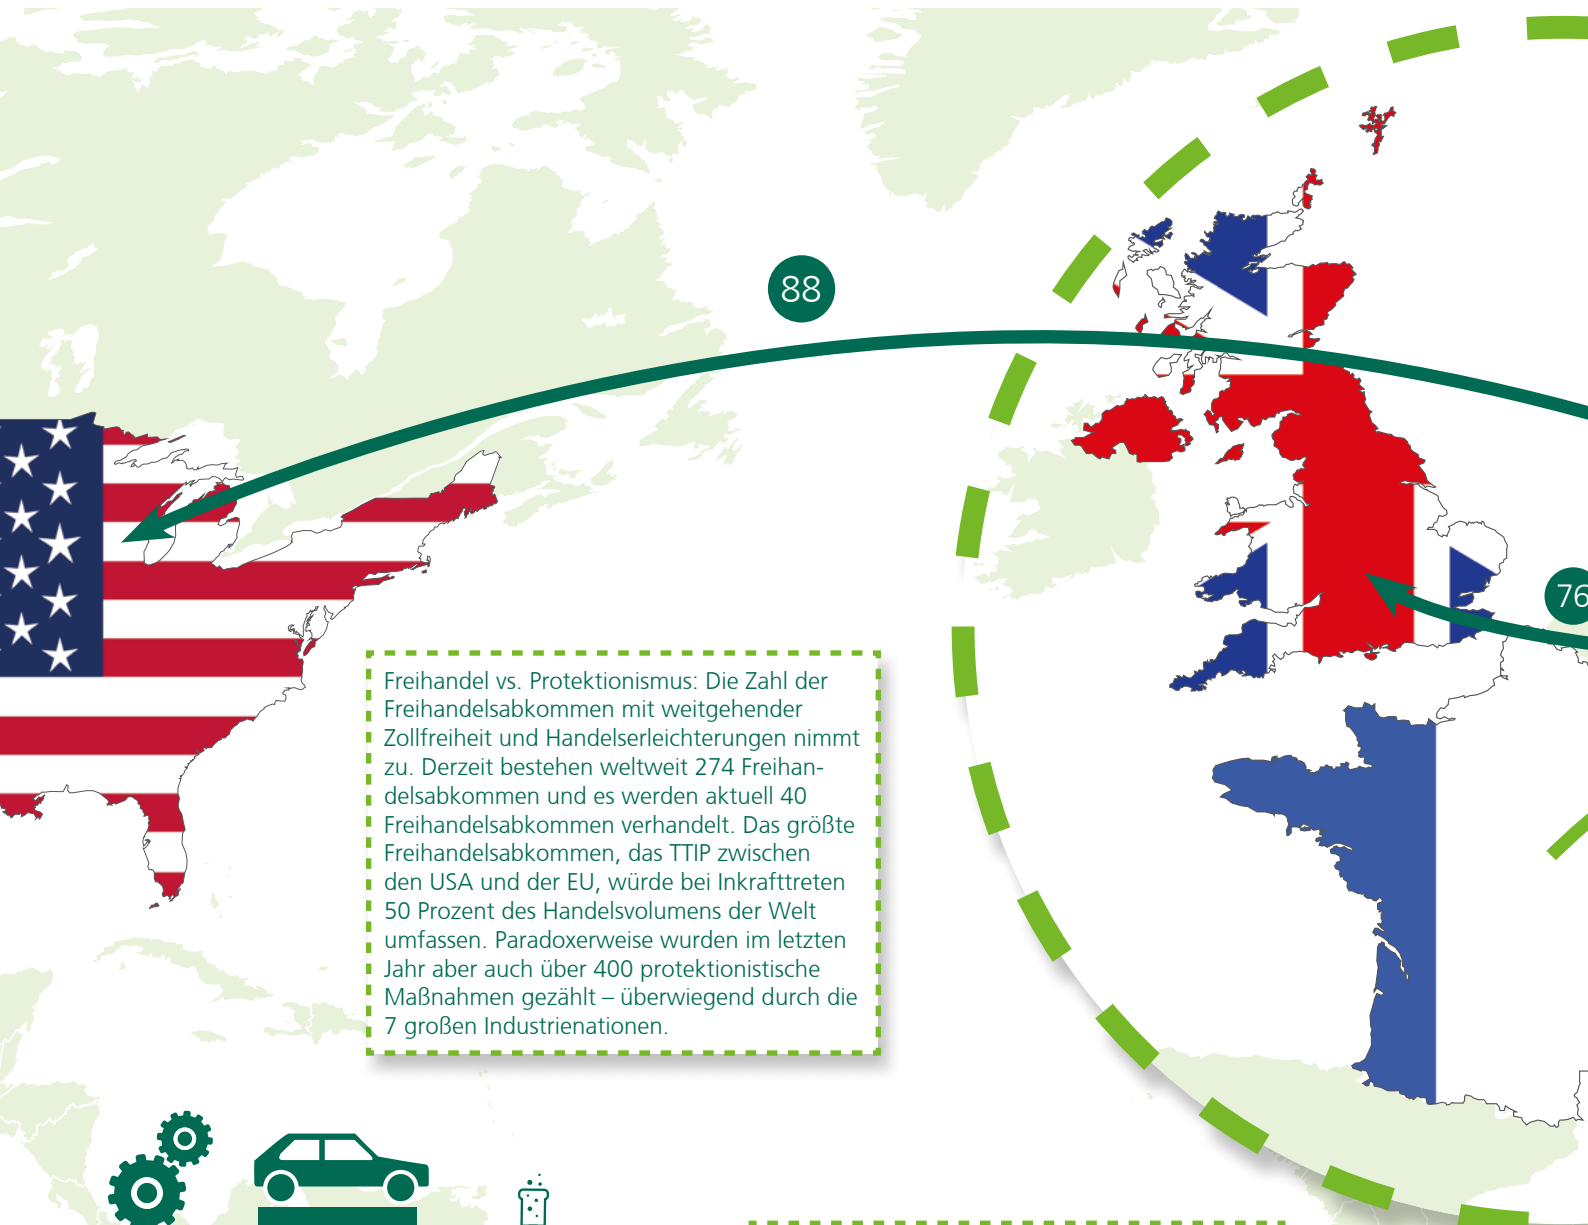 88
76
Freihandel vs. Protektionismus: Die Zahl der
Freihandelsabkommen mit weitgehender
Zollfreiheit und Handelserleichterungen nimmt
zu. Derzeit bestehen weltweit 274 Freihan-
delsabkommen und es werden aktuell 40
Freihandelsabkommen verhandelt. Das größte
Freihandelsabkommen, das TTIP zwischen
den USA und der EU, würde bei Inkrafttreten
50 Prozent des Handelsvolumens der Welt
umfassen. Paradoxerweise wurden im letzten
Jahr aber auch über 400 protektionistische
Maßnahmen gezählt – überwiegend durch die
7 großen Industrienationen.